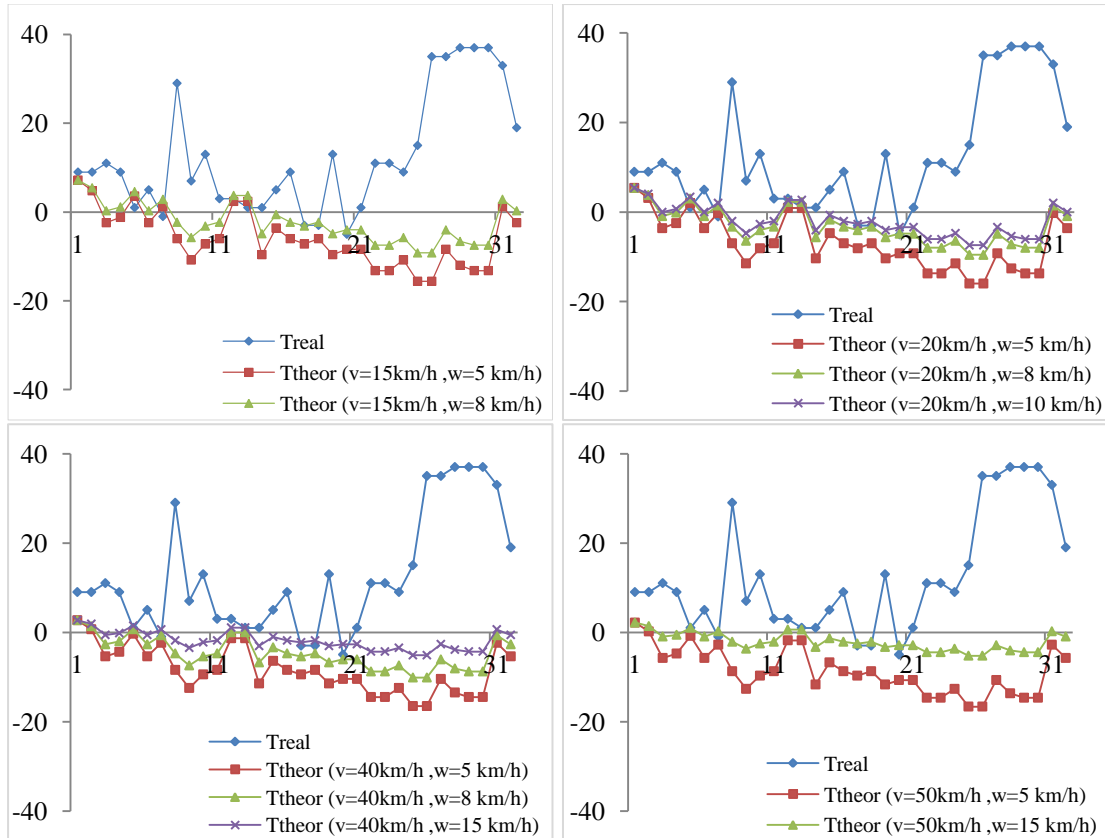 40
20
0
-20
-40
1
11
21
31
Treal
Ttheor (v=15km/h ,w=5 km/h)
Ttheor (v=15km/h ,w=8 km/h)
40
20
0
-20
-40
1
11
21
31
Treal
Ttheor (v=20km/h ,w=5 km/h)
Ttheor (v=20km/h ,w=8 km/h)
Ttheor (v=20km/h ,w=10 km/h)
40
20
0
-20
-40
1
11
21
31
Treal
Ttheor (v=40km/h ,w=5 km/h)
Ttheor (v=40km/h ,w=8 km/h)
Ttheor (v=40km/h ,w=15 km/h)
40
20
0
-20
-40
1
11
21
31
Treal
Ttheor (v=50km/h ,w=5 km/h)
Ttheor (v=50km/h ,w=15 km/h)